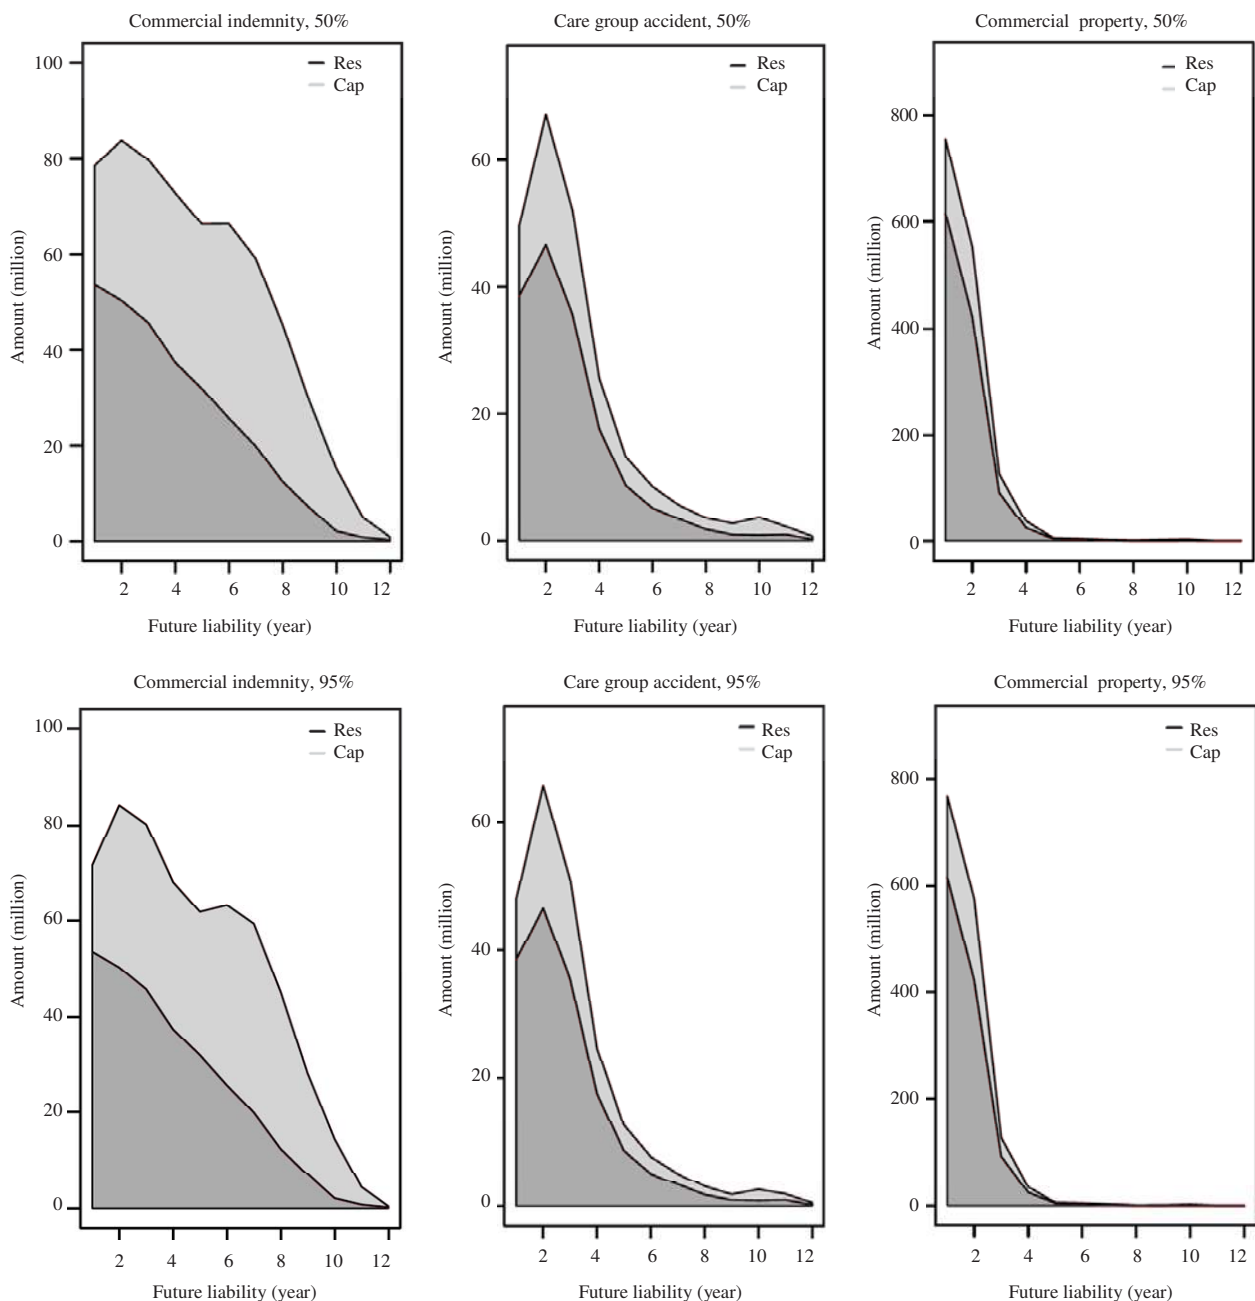 Commercial indemnity, 50%
Res
Cap
100
80
60
40
20
0
Amount (million)
2 4 6 8 10 12
Future liability (year)
Care group accident, 50%
Res
Cap
60
40
20
0
Amount (million)
2 4 6 8 10 12
Future liability (year)
Commercial property, 50%
Res
Cap
800
600
400
200
0
Amount (million)
2 4 6 8 10 12
Future liability (year)
Commercial indemnity, 95%
Res
Cap
100
80
60
40
20
0
Amount (million)
2 4 6 8 10 12
Future liability (year)
Care group accident, 95%
Res
Cap
60
40
20
0
Amount (million)
2 4 6 8 10 12
Future liability (year)
Commercial property, 95%
Res
Cap
800
600
400
200
0
Amount (million)
2 4 6 8 10 12
Future liability (year)